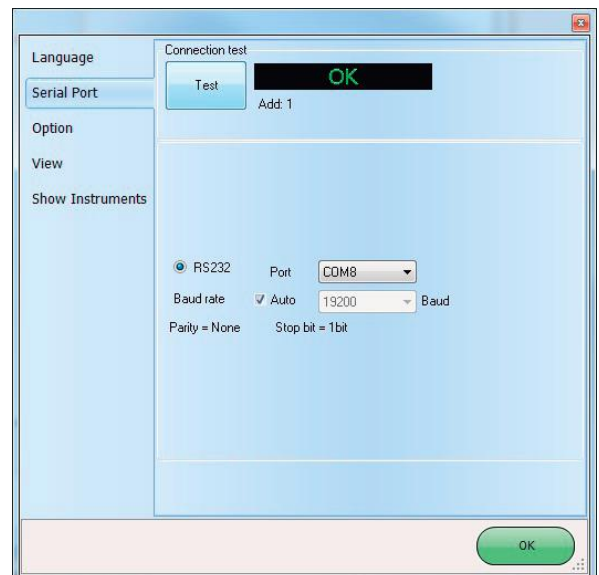 Language
Serial Port
Option
View
Show Instruments
Connection test
Test
OK
Add: 1
RS232
Port
COM8
Baud rate
Auto
19200
Baud
Parity = None
Stop bit = 1bit
OK